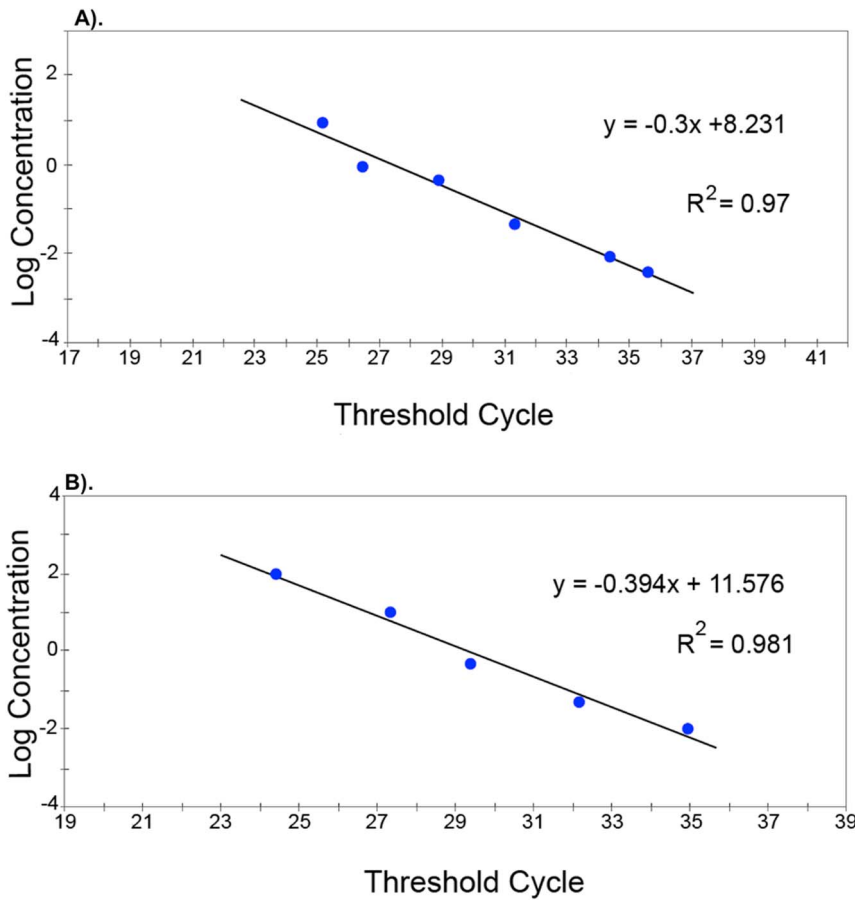 A).
2
0
-2
-4
Log Concentration
y = -0.3x +8.231
R2 = 0.97
17 19 21 23 25 27 29 31 33 35 37 39 41
Threshold Cycle
B).
4
2
0
-2
-4
Log Concentration
y = -0.394x + 11.576
R2 = 0.981
19 21 23 25 27 29 31 33 35 37 39
Threshold Cycle